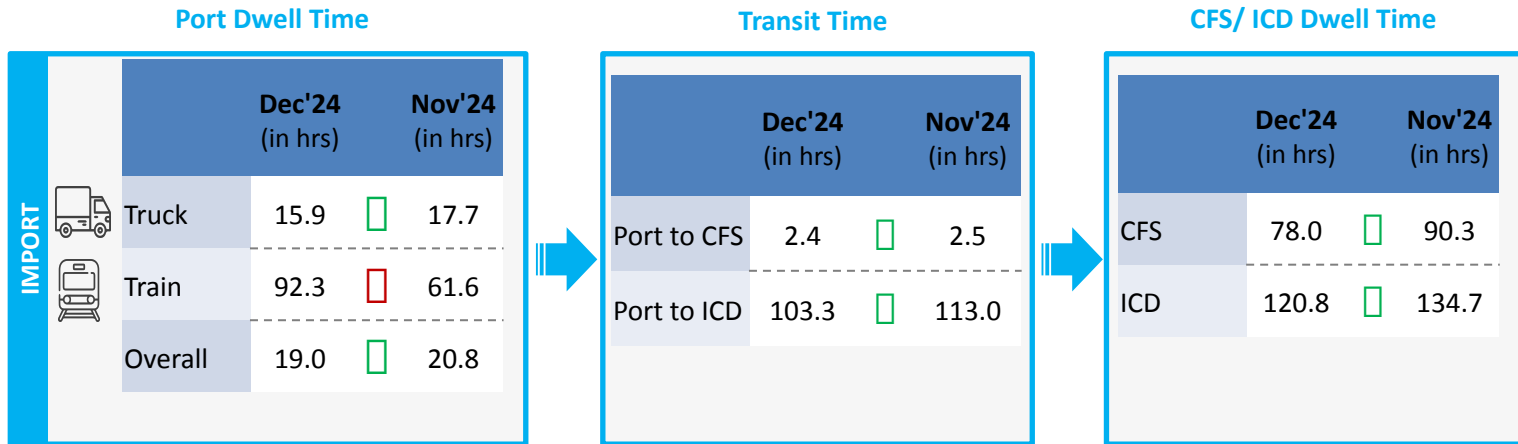 Port Dwell Time
Transit Time
CFS/ ICD Dwell Time
IMPORT
Dec'24 Nov'24
(in hrs) (in hrs)
Truck 15.9 17.7
Train 92.3 61.6
Overall 19.0 20.8
Dec'24 Nov'24
(in hrs) (in hrs)
Port to CFS 2.4 2.5
Port to ICD 103.3 113.0
Dec'24 Nov'24
(in hrs) (in hrs)
CFS 78.0 90.3
ICD 120.8 134.7